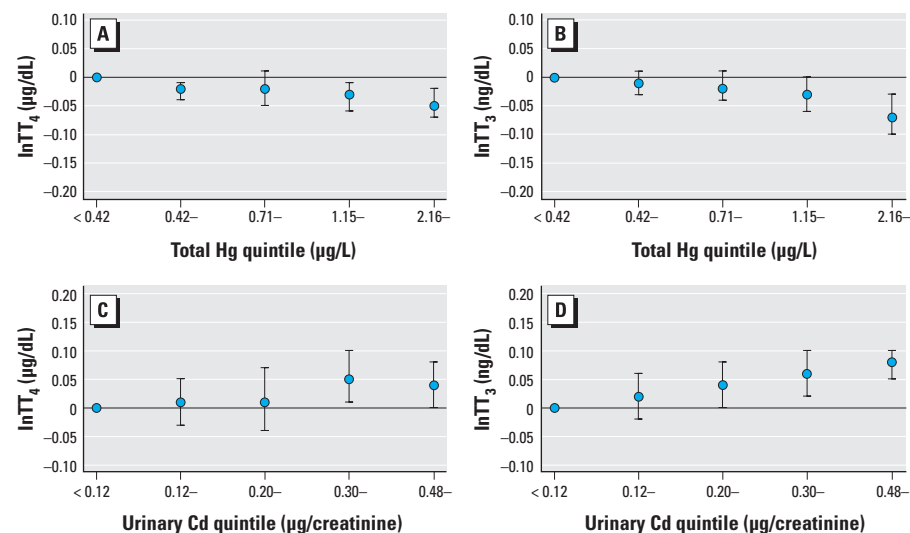 A
0.10
0.05
0
–0.05
–0.10
–0.15
–0.20
lnTT4 (µg/dL)
< 0.42 0.42– 0.71– 1.15– 2.16–
Total Hg quintile (µg/L)
B
0.10
0.05
0
–0.05
–0.10
–0.15
–0.20
lnTT3 (ng/dL)
< 0.42 0.42– 0.71– 1.15– 2.16–
Total Hg quintile (µg/L)
C
0.20
0.15
0.10
0.05
0
–0.05
–0.10
lnTT4 (µg/dL)
< 0.12 0.12– 0.20– 0.30– 0.48–
Urinary Cd quintile (µg/creatinine)
D
0.20
0.15
0.10
0.05
0
–0.05
–0.10
lnTT3 (ng/dL)
< 0.12 0.12– 0.20– 0.30– 0.48–
Urinary Cd quintile (µg/creatinine)